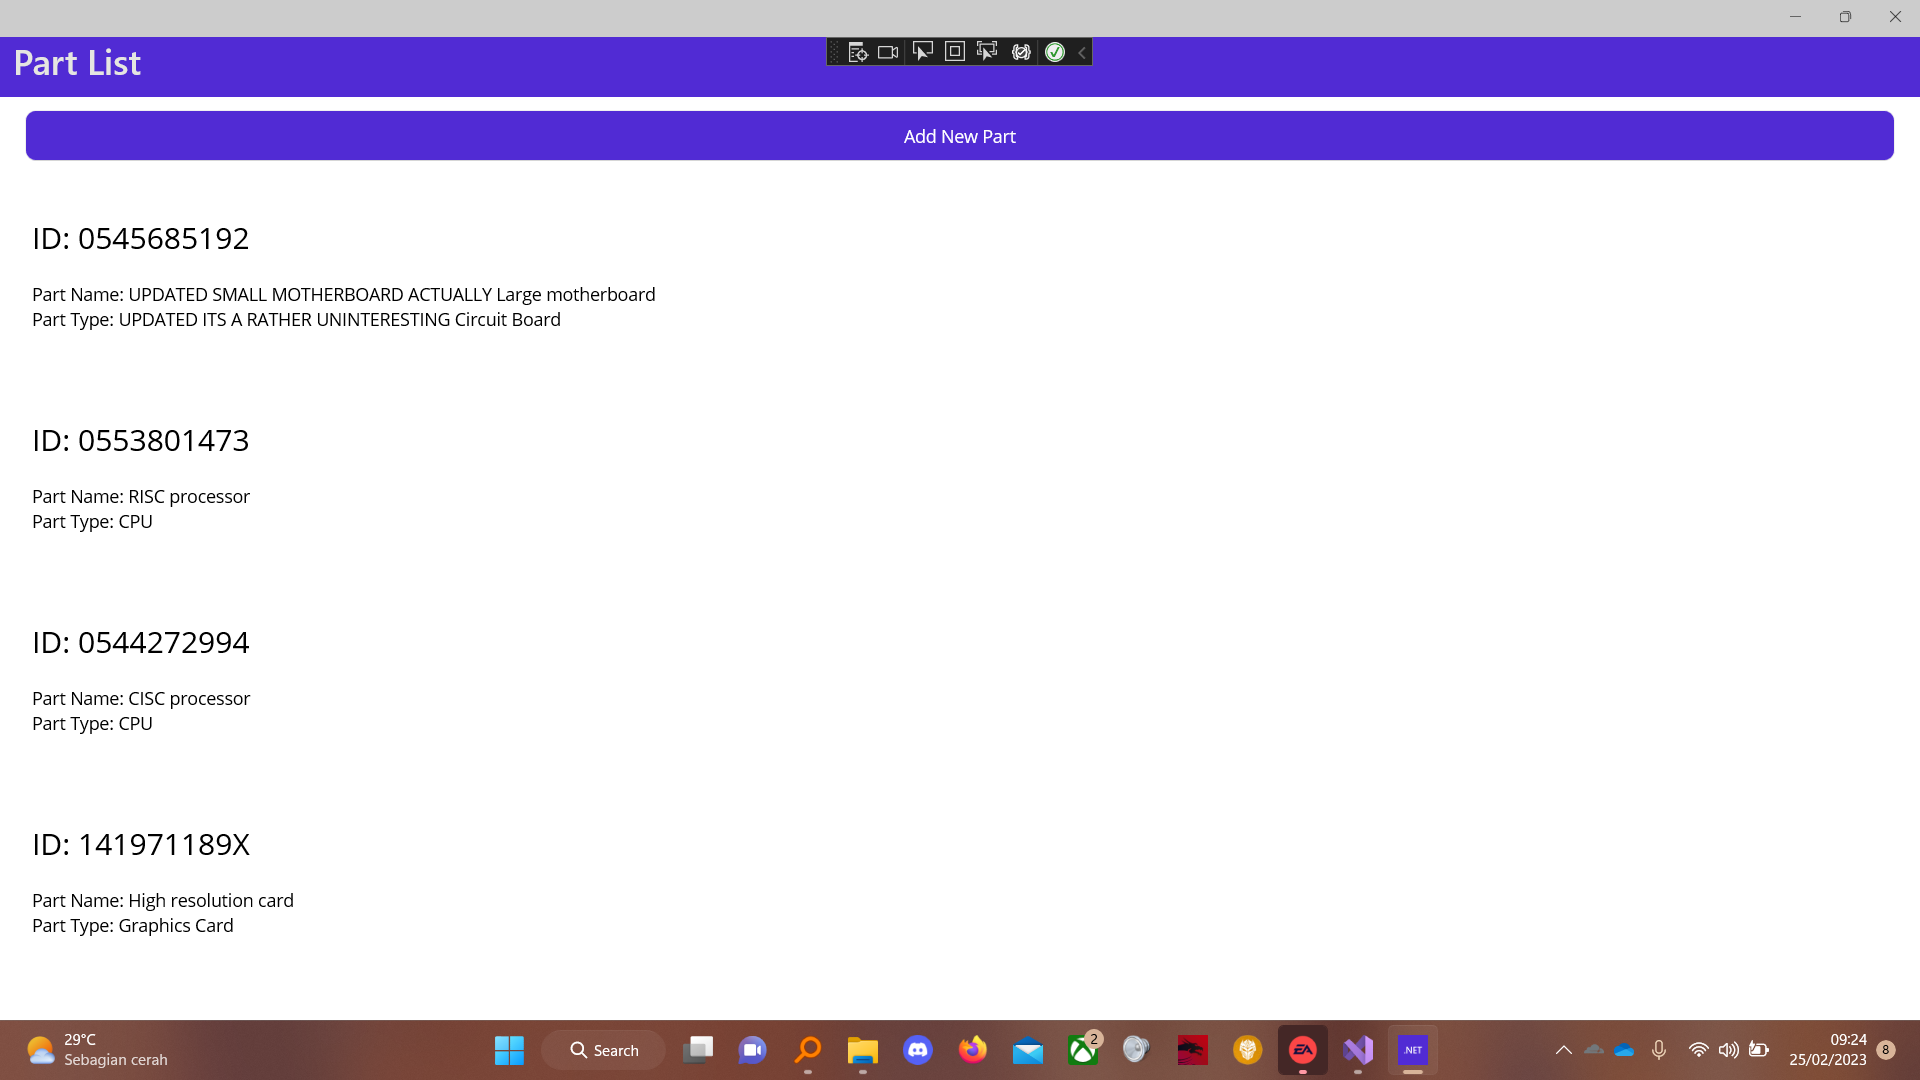 Part List
Add New Part
ID: 0545685192
Part Name: UPDATED SMALL MOTHERBOARD ACTUALLY Large motherboard
Part Type: UPDATED ITS A RATHER UNINTERESTING Circuit Board
ID: 0553801473
Part Name: RISC processor
Part Type: CPU
ID: 0544272994
Part Name: CISC processor
Part Type: CPU
ID: 141971189X
Part Name: High resolution card
Part Type: Graphics Card
29°C
Sebagian cerah
Search
2
EA
.NET
09:24
25/02/2023
8